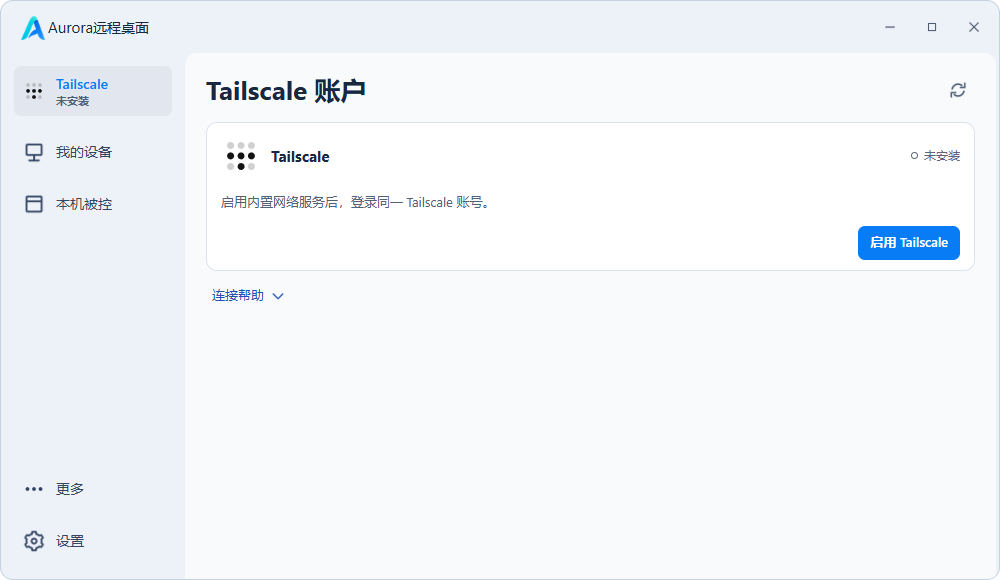 Aurora远程桌面
Tailscale
未安装
我的设备
本机被控
更多
设置
Tailscale 账户
Tailscale
未安装
启用内置网络服务后，登录同一 Tailscale 账号。
启用 Tailscale
连接帮助